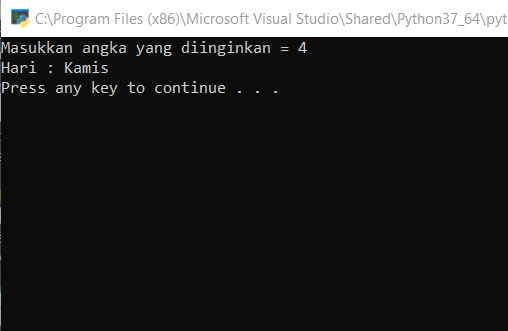 C:\Program Files (x86)\Microsoft Visual Studio\Shared\Python37_64\pyt
Masukkan angka yang diinginkan = 4
Hari : Kamis
Press any key to continue . . .